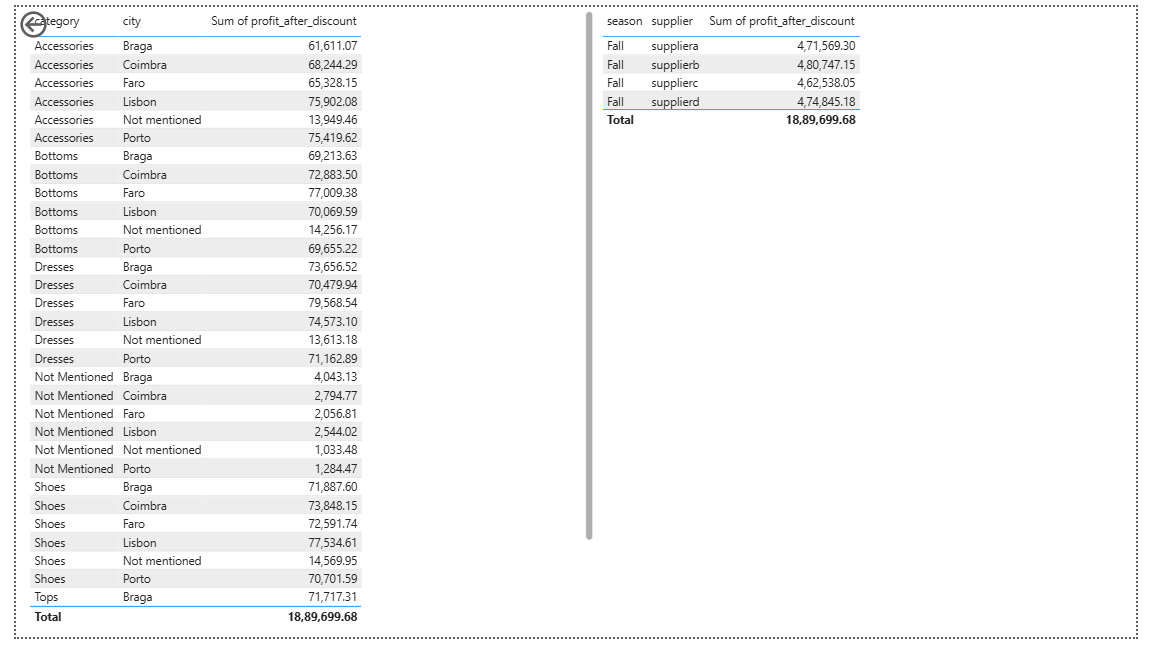 category city Sum of profit_after_discount
Accessories Braga 61,611.07
Accessories Coimbra 68,244.29
Accessories Faro 65,328.15
Accessories Lisbon 75,902.08
Accessories Not mentioned 13,949.46
Accessories Porto 75,419.62
Bottoms Braga 69,213.63
Bottoms Coimbra 72,883.50
Bottoms Faro 77,009.38
Bottoms Lisbon 70,069.59
Bottoms Not mentioned 14,256.17
Bottoms Porto 69,655.22
Dresses Braga 73,656.52
Dresses Coimbra 70,479.94
Dresses Faro 79,568.54
Dresses Lisbon 74,573.10
Dresses Not mentioned 13,613.18
Dresses Porto 71,162.89
Not Mentioned Braga 4,043.13
Not Mentioned Coimbra 2,794.77
Not Mentioned Faro 2,056.81
Not Mentioned Lisbon 2,544.02
Not Mentioned Not mentioned 1,033.48
Not Mentioned Porto 1,284.47
Shoes Braga 71,887.60
Shoes Coimbra 73,848.15
Shoes Faro 72,591.74
Shoes Lisbon 77,534.61
Shoes Not mentioned 14,569.95
Shoes Porto 70,701.59
Tops Braga 71,717.31
Total 18,89,699.68
season supplier Sum of profit_after_discount
Fall suppliera 4,71,569.30
Fall supplierb 4,80,747.15
Fall supplierc 4,62,538.05
Fall supplierd 4,74,845.18
Total 18,89,699.68